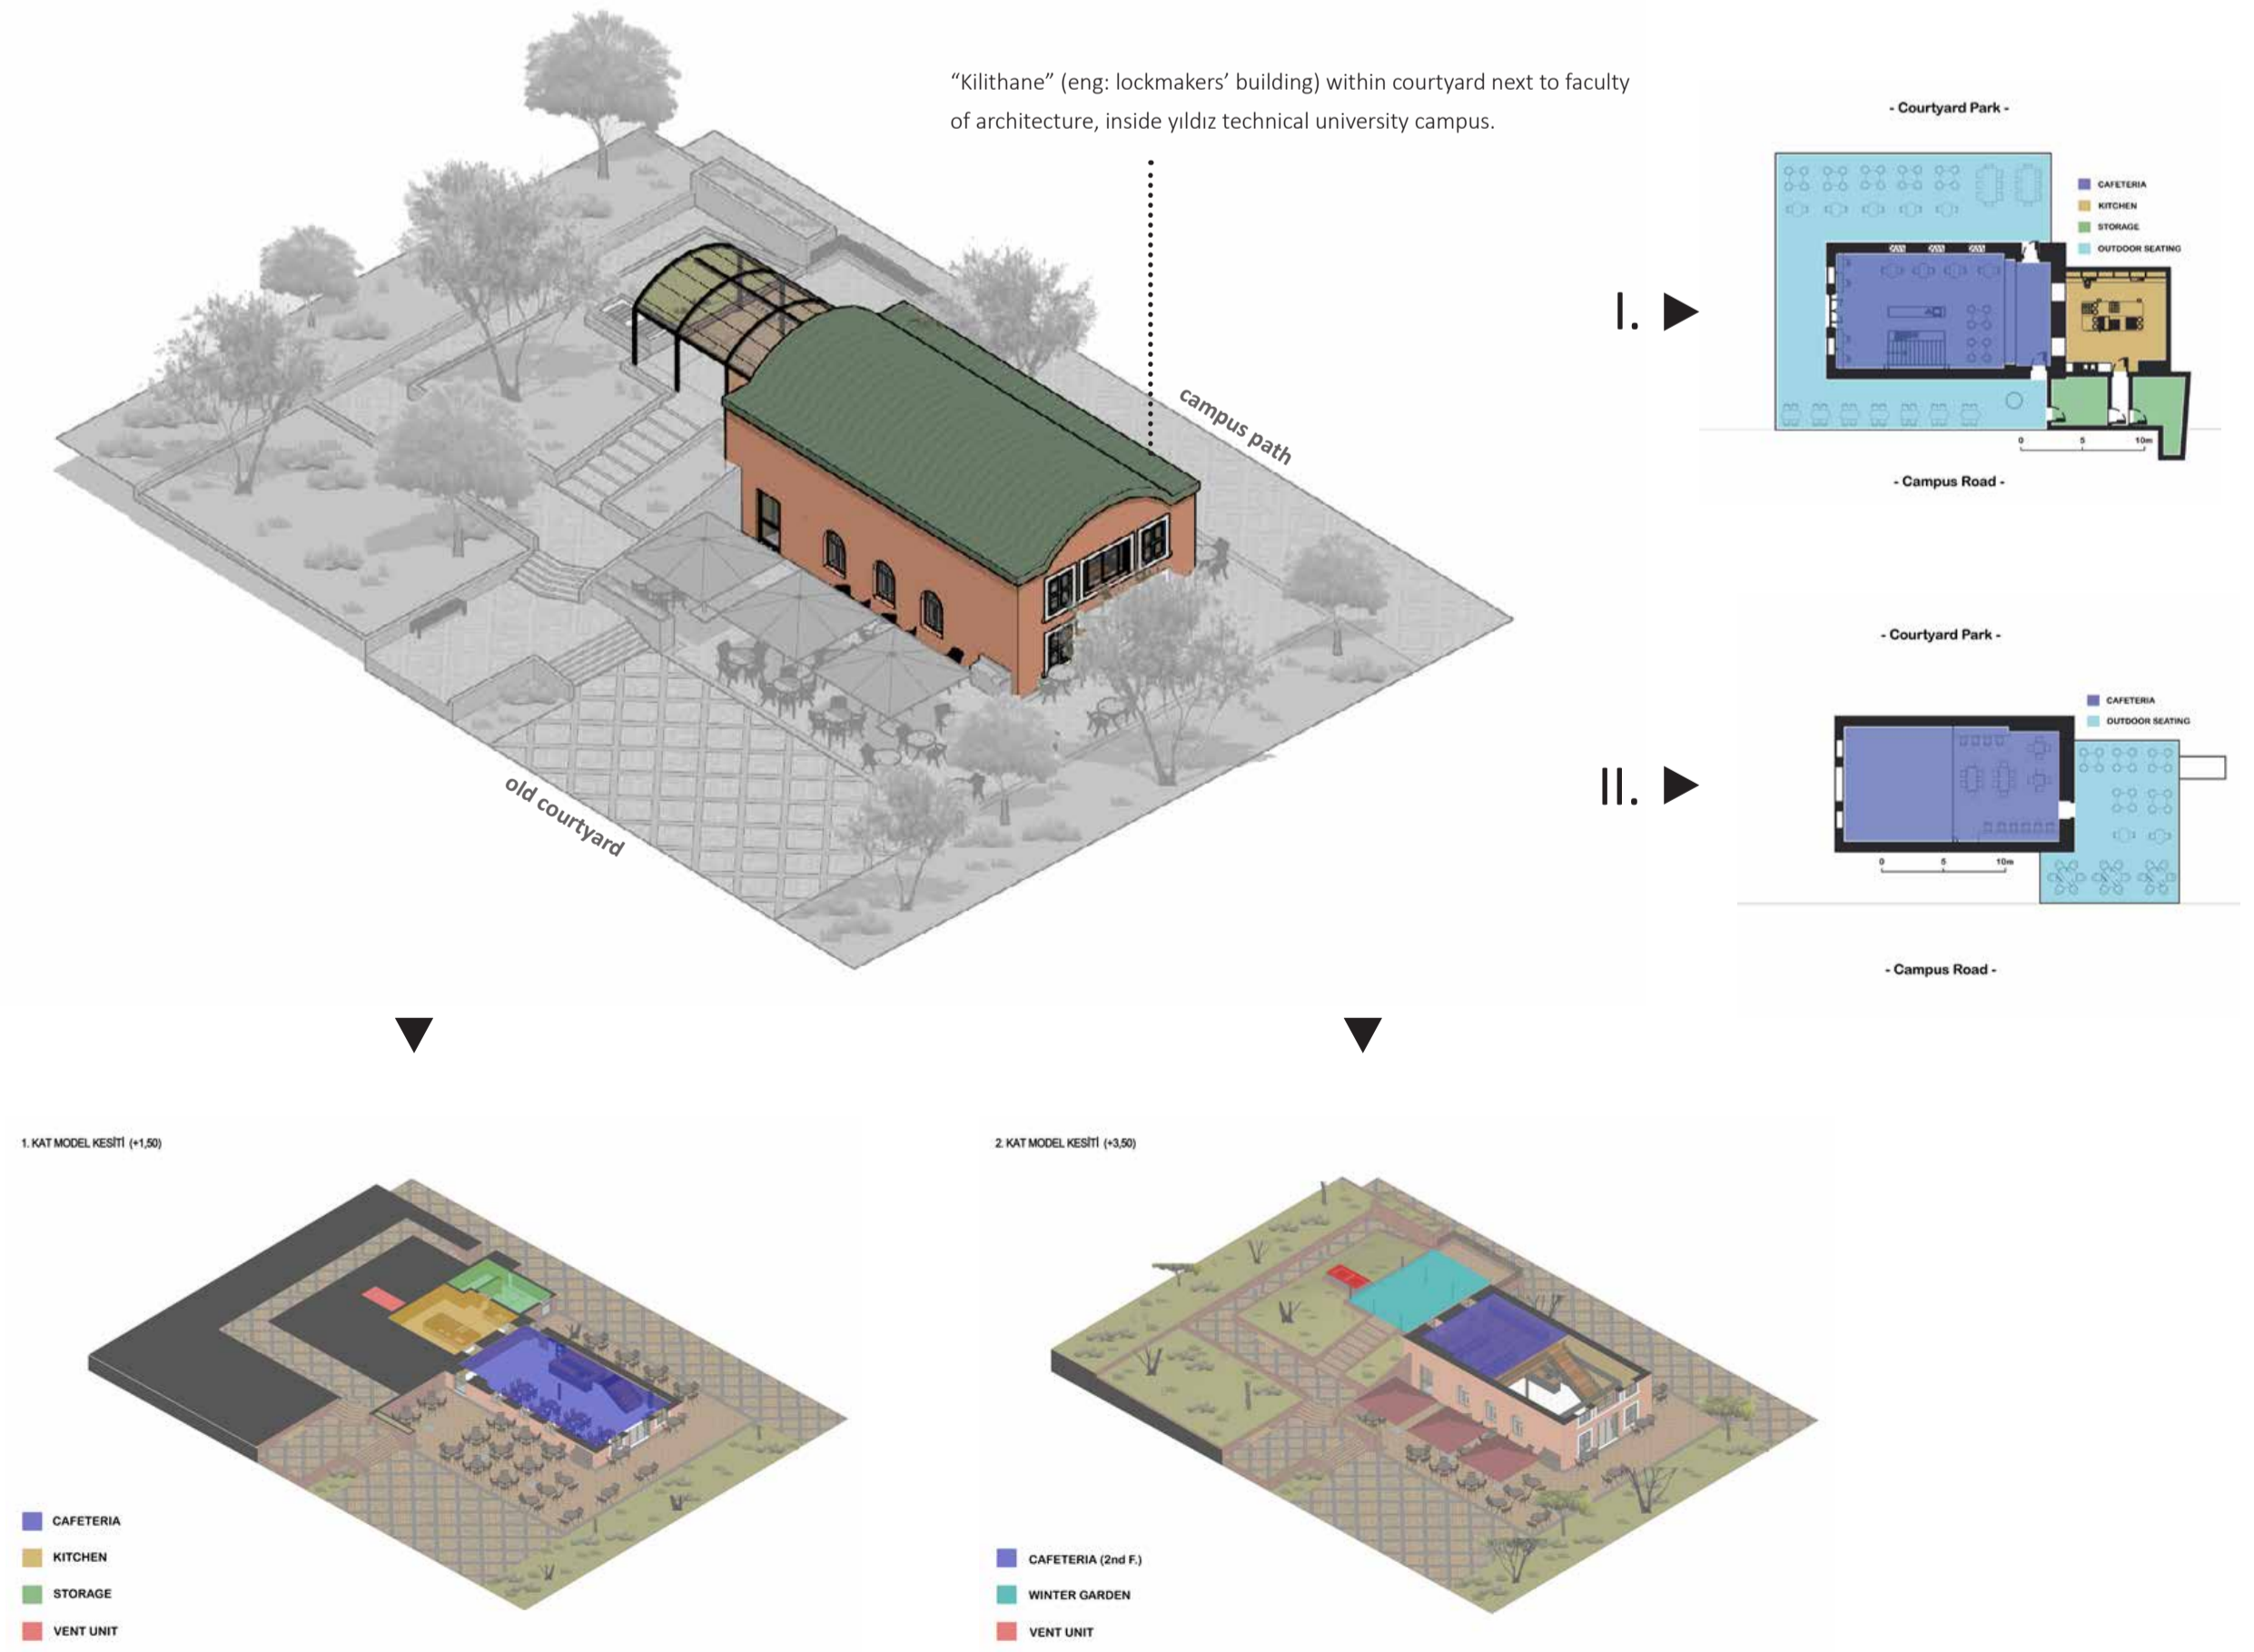 “Kilithane” (eng: lockmakers’ building) within courtyard next to faculty
of architecture, inside yıldız technical university campus.
campus path
old courtyard
I.
- Courtyard Park -
CAFETERIA
KITCHEN
STORAGE
OUTDOOR SEATING
0 5 10m
- Campus Road -
II.
- Courtyard Park -
CAFETERIA
OUTDOOR SEATING
0 5 10m
- Campus Road -
1. KAT MODEL KESİTİ (+1,50)
CAFETERIA
KITCHEN
STORAGE
VENT UNIT
2. KAT MODEL KESİTİ (+3,50)
CAFETERIA (2nd F.)
WINTER GARDEN
VENT UNIT